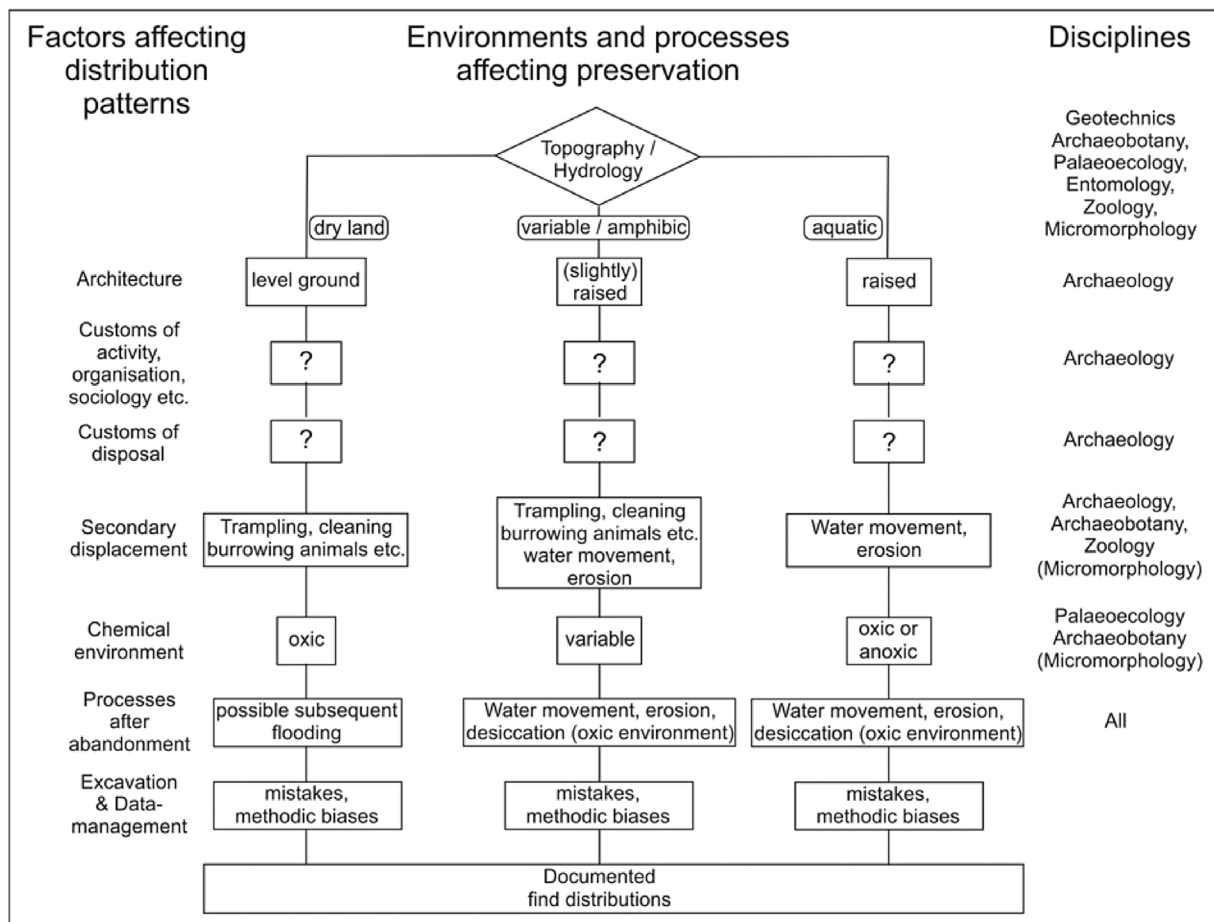 Factors affecting
distribution
patterns
Environments and processes
affecting preservation
Disciplines
Topography /
Hydrology
Geotechnics
Archaeobotany,
Palaeoecology,
Entomology,
Zoology,
Micromorphology
dry land
variable / amphibic
aquatic
Architecture
level ground
(slightly)
raised
raised
Archaeology
Customs of
activity,
organisation,
sociology etc.
?
?
?
Archaeology
Customs of
disposal
?
?
?
Archaeology
Secondary
displacement
Trampling, cleaning
burrowing animals etc.
Trampling, cleaning
burrowing animals etc.
water movement,
erosion
Water movement,
erosion
Archaeology,
Archaeobotany,
Zoology
(Micromorphology)
Chemical
environment
oxic
variable
oxic or
anoxic
Palaeoecology
Archaeobotany
(Micromorphology)
Processes
after
abandonment
possible subsequent
flooding
Water movement, erosion,
desiccation (oxic environment)
Water movement, erosion,
desiccation (oxic environment)
All
Excavation
& Data-
management
mistakes,
methodic biases
mistakes,
methodic biases
mistakes,
methodic biases
Documented
find distributions